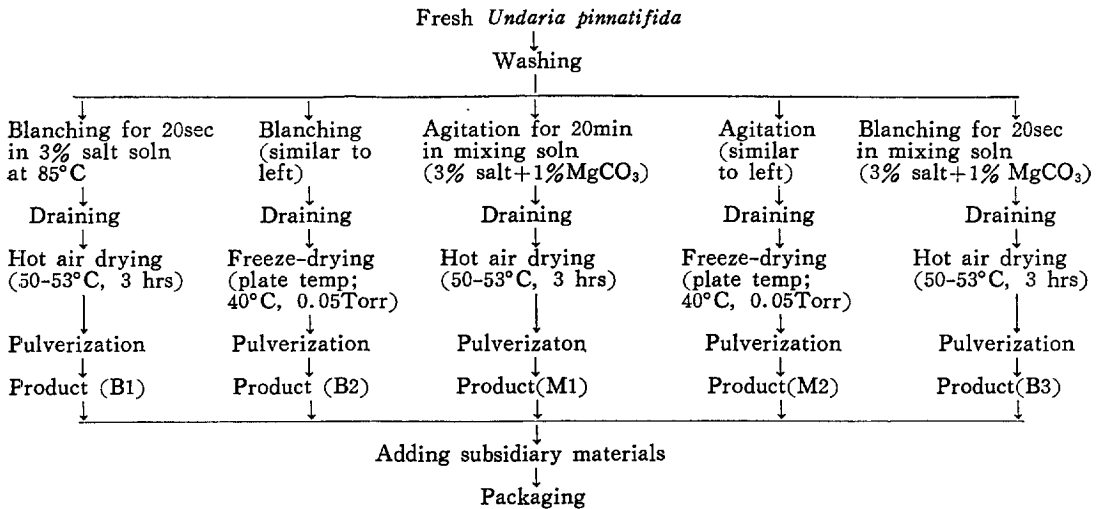 Fresh Undaria pinnatifida
Washing
Blanching for 20sec
in 3% salt soln
at 85°C
Draining
Hot air drying
(50-53°C, 3 hrs)
Pulverization
Product (B1)
Blanching
(similar to
left)
Draining
Freeze-drying
(plate temp;
40°C, 0.05Torr)
Pulverization
Product (B2)
Agitation for 20min
in mixing soln
(3% salt+1%MgCO₃)
Draining
Hot air drying
(50-53°C, 3 hrs)
Pulverizaton
Product(M1)
Agitation
(similar
to left)
Draining
Freeze-drying
(plate temp;
40°C, 0.05Torr)
Pulverization
Product(M2)
Blanching for 20sec
in mixing soln
(3% salt+1% MgCO₃)
Draining
Hot air drying
(50-53°C, 3 hrs)
Pulverization
Product(B3)
Adding subsidiary materials
Packaging